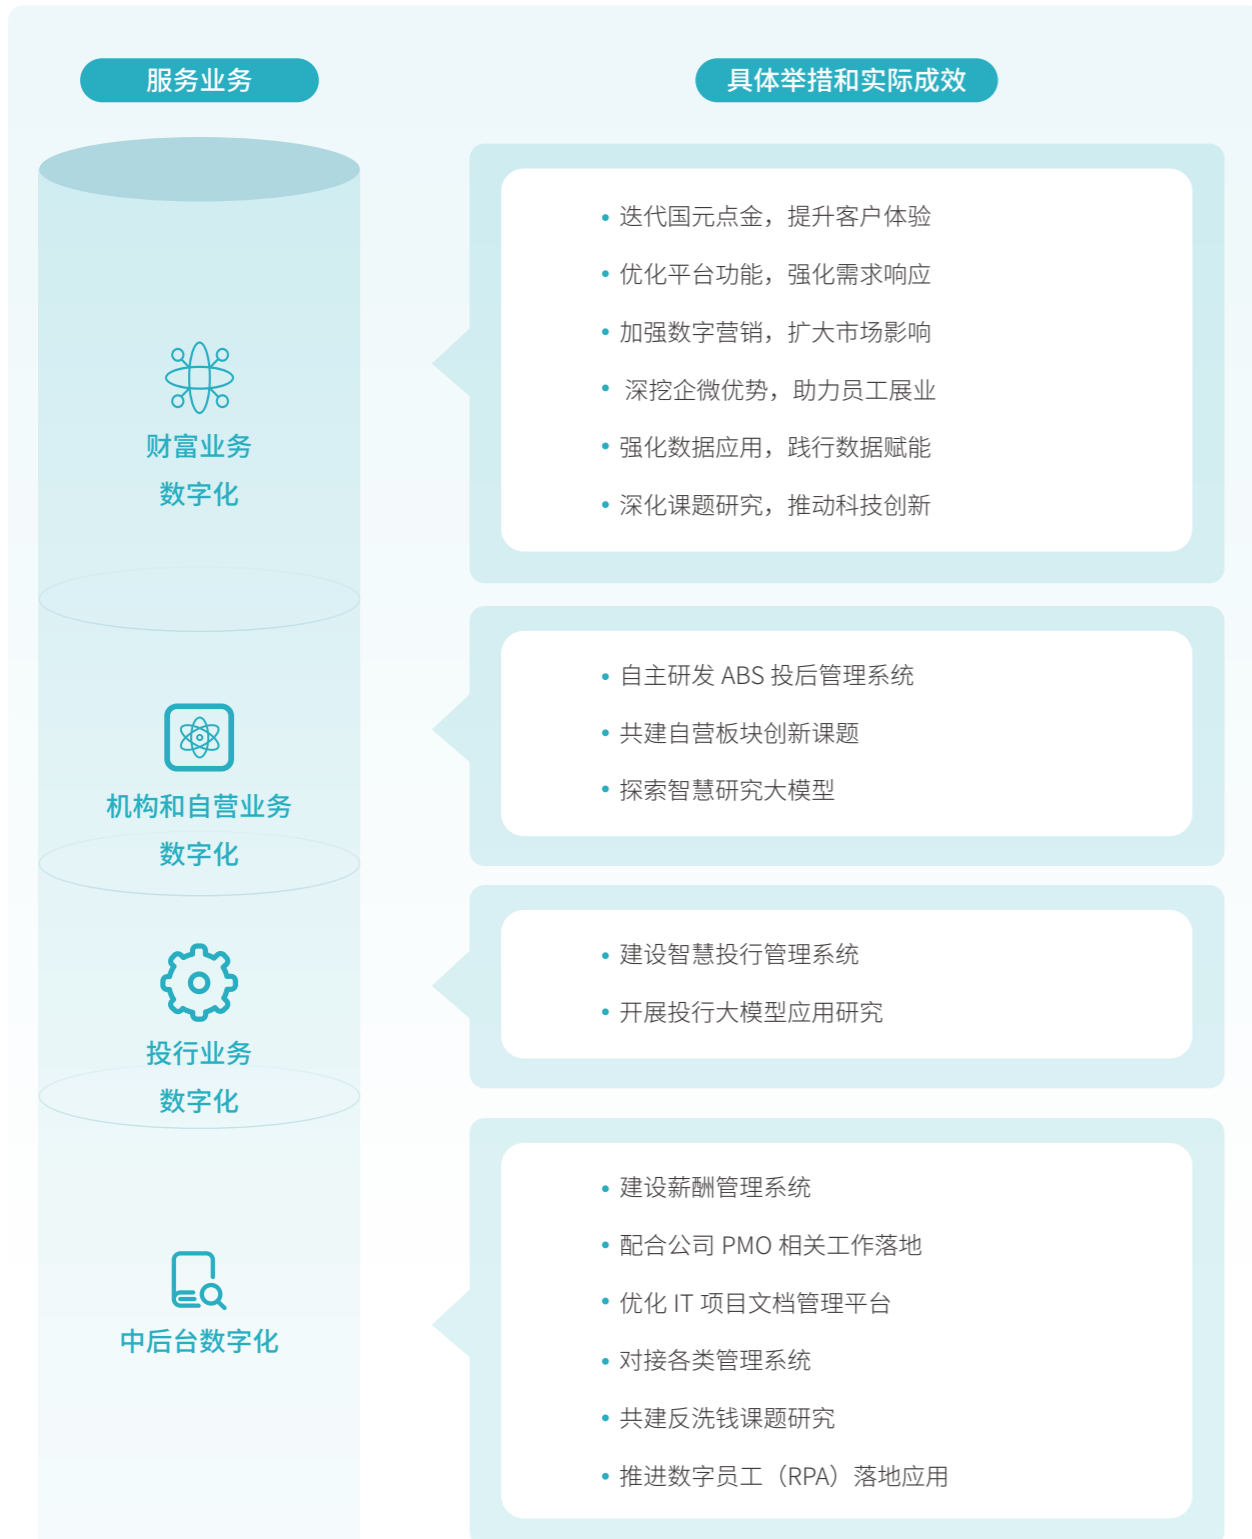 服务业务
具体举措和实际成效
财富业务
数字化
• 迭代国元点金，提升客户体验
• 优化平台功能，强化需求响应
• 加强数字营销，扩大市场影响
• 深挖企微优势，助力员工展业
• 强化数据应用，践行数据赋能
• 深化课题研究，推动科技创新
机构和自营业务
数字化
• 自主研发 ABS 投后管理系统
• 共建自营板块创新课题
• 探索智慧研究大模型
投行业务
数字化
• 建设智慧投行管理系统
• 开展投行大模型应用研究
中后台数字化
• 建设薪酬管理系统
• 配合公司 PMO 相关工作落地
• 优化 IT 项目文档管理平台
• 对接各类管理系统
• 共建反洗钱课题研究
• 推进数字员工（RPA）落地应用